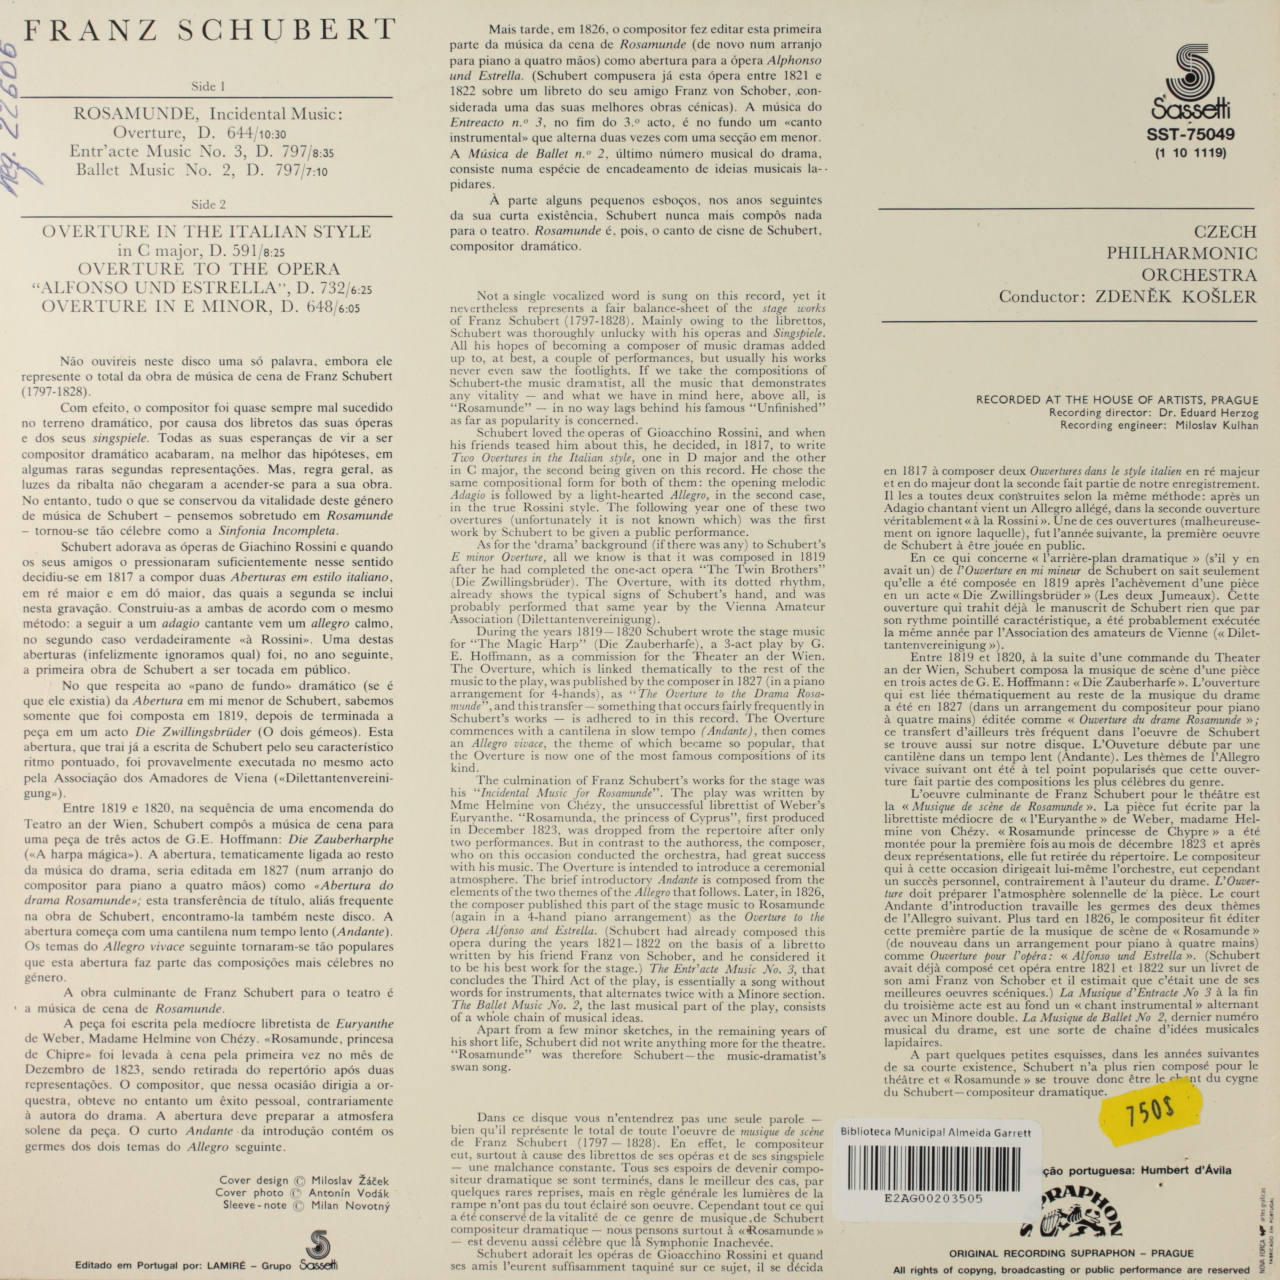 FRANZ SCHUBERT
neg. 22606
Side 1
ROSAMUNDE, Incidental Music:
Overture, D. 644/10:30
Entr'acte Music No. 3, D. 797/8:35
Ballet Music No. 2, D. 797/7:10
Side 2
OVERTURE IN THE ITALIAN STYLE
in C major, D. 591/8:25
OVERTURE TO THE OPERA
“ALFONSO UND ESTRELLA”, D. 732/6:25
OVERTURE IN E MINOR, D. 648/6:05
Não ouvireis neste disco uma só palavra, embora ele
represente o total da obra de música de cena de Franz Schubert
(1797-1828).
Com efeito, o compositor foi quase sempre mal sucedido
no terreno dramático, por causa dos libretos das suas óperas
e dos seus singspiele. Todas as suas esperanças de vir a ser
compositor dramático acabaram, na melhor das hipóteses, em
algumas raras segundas representações. Mas, regra geral, as
luzes da ribalta não chegaram a acender-se para a sua obra.
No entanto, tudo o que se conservou da vitalidade deste género
de música de Schubert – pensemos sobretudo em Rosamunde
– tornou-se tão célebre como a Sinfonia Incompleta.
Schubert adorava as óperas de Giachino Rossini e quando
os seus amigos o pressionaram suficientemente nesse sentido
decidiu-se em 1817 a compor duas Aberturas em estilo italiano,
em ré maior e em dó maior, das quais a segunda se inclui
nesta gravação. Construiu-as a ambas de acordo com o mesmo
método: a seguir a um adagio cantante vem um allegro calmo,
no segundo caso verdadeiramente «à Rossini». Uma destas
aberturas (infelizmente ignoramos qual) foi, no ano seguinte,
a primeira obra de Schubert a ser tocada em público.
No que respeita ao «pano de fundo» dramático (se é
que ele existia) da Abertura em mi menor de Schubert, sabemos
somente que foi composta em 1819, depois de terminada a
peça em um acto Die Zwillingsbrüder (O dois gémeos). Esta
abertura, que trai já a escrita de Schubert pelo seu característico
ritmo pontuado, foi provavelmente executada no mesmo acto
pela Associação dos Amadores de Viena («Dilettantenvereini-
gung»).
Entre 1819 e 1820, na sequência de uma encomenda do
Teatro an der Wien, Schubert compôs a música de cena para
uma peça de três actos de G.E. Hoffmann: Die Zauberharphe
(«A harpa mágica»). A abertura, tematicamente ligada ao resto
da música do drama, seria editada em 1827 (num arranjo do
compositor para piano a quatro mãos) como «Abertura do
drama Rosamunde»; esta transferência de título, aliás frequente
na obra de Schubert, encontramo-la também neste disco. A
abertura começa com uma cantilena num tempo lento (Andante).
Os temas do Allegro vivace seguinte tornaram-se tão populares
que esta abertura faz parte das composições mais célebres no
género.
A obra culminante de Franz Schubert para o teatro é
a música de cena de Rosamunde.
A peça foi escrita pela medíocre libretista de Euryanthe
de Weber, Madame Helmine von Chézy. «Rosamunde, princesa
de Chipre» foi levada à cena pela primeira vez no mês de
Dezembro de 1823, sendo retirada do repertório após duas
representações. O compositor, que nessa ocasião dirigia a or-
questra, obteve no entanto um êxito pessoal, contrariamente
à autora do drama. A abertura deve preparar a atmosfera
solene da peça. O curto Andante da introdução contém os
germes dos dois temas do Allegro seguinte.
Cover design © Miloslav Žáček
Cover photo © Antonín Vodák
Sleeve-note © Milan Novotný
Sassetti
Editado em Portugal por: LAMIRÉ – Grupo Sassetti
Mais tarde, em 1826, o compositor fez editar esta primeira
parte da música da cena de Rosamunde (de novo num arranjo
para piano a quatro mãos) como abertura para a ópera Alphonso
und Estrella. (Schubert compusera já esta ópera entre 1821 e
1822 sobre um libreto do seu amigo Franz von Schober, con-
siderada uma das suas melhores obras cénicas). A música do
Entreacto n.º 3, no fim do 3.º acto, é no fundo um «canto
instrumental» que alterna duas vezes com uma secção em menor.
A Música de Ballet n.º 2, último número musical do drama,
consiste numa espécie de encadeamento de ideias musicais la-
pidares.
À parte alguns pequenos esboços, nos anos seguintes
da sua curta existência, Schubert nunca mais compôs nada
para o teatro. Rosamunde é, pois, o canto de cisne de Schubert,
compositor dramático.
Not a single vocalized word is sung on this record, yet it
nevertheless represents a fair balance-sheet of the stage works
of Franz Schubert (1797-1828). Mainly owing to the librettos,
Schubert was thoroughly unlucky with his operas and Singspiele.
All his hopes of becoming a composer of music dramas added
up to, at best, a couple of performances, but usually his works
never even saw the footlights. If we take the compositions of
Schubert-the music dramatist, all the music that demonstrates
any vitality — and what we have in mind here, above all, is
“Rosamunde” — in no way lags behind his famous “Unfinished”
as far as popularity is concerned.
Schubert loved the operas of Gioacchino Rossini, and when
his friends teased him about this, he decided, in 1817, to write
Two Overtures in the Italian style, one in D major and the other
in C major, the second being given on this record. He chose the
same compositional form for both of them: the opening melodic
Adagio is followed by a light-hearted Allegro, in the second case,
in the true Rossini style. The following year one of these two
overtures (unfortunately it is not known which) was the first
work by Schubert to be given a public performance.
As for the ‘drama’ background (if there was any) to Schubert's
E minor Overture, all we know is that it was composed in 1819
after he had completed the one-act opera “The Twin Brothers”
(Die Zwillingsbrüder). The Overture, with its dotted rhythm,
already shows the typical signs of Schubert's hand, and was
probably performed that same year by the Vienna Amateur
Association (Dilettantenvereinigung).
During the years 1819—1820 Schubert wrote the stage music
for “The Magic Harp” (Die Zauberharfe), a 3-act play by G.
E. Hoffmann, as a commission for the Theater an der Wien.
The Overture, which is linked thematically to the rest of the
music to the play, was published by the composer in 1827 (in a piano
arrangement for 4-hands), as “The Overture to the Drama Rosa-
munde”, and this transfer — something that occurs fairly frequently in
Schubert's works — is adhered to in this record. The Overture
commences with a cantilena in slow tempo (Andante), then comes
an Allegro vivace, the theme of which became so popular, that
the Overture is now one of the most famous compositions of its
kind.
The culmination of Franz Schubert's works for the stage was
his “Incidental Music for Rosamunde”. The play was written by
Mme Helmine von Chézy, the unsuccessful librettist of Weber's
Euryanthe. “Rosamunda, the princess of Cyprus”, first produced
in December 1823, was dropped from the repertoire after only
two performances. But in contrast to the authoress, the composer,
who on this occasion conducted the orchestra, had great success
with his music. The Overture is intended to introduce a ceremonial
atmosphere. The brief introductory Andante is composed from the
elements of the two themes of the Allegro that follows. Later, in 1826,
the composer published this part of the stage music to Rosamunde
(again in a 4-hand piano arrangement) as the Overture to the
Opera Alfonso and Estrella. (Schubert had already composed this
opera during the years 1821—1822 on the basis of a libretto
written by his friend Franz von Schober, and he considered it
to be his best work for the stage.) The Entr'acte Music No. 3, that
concludes the Third Act of the play, is essentially a song without
words for instruments, that alternates twice with a Minore section.
The Ballet Music No. 2, the last musical part of the play, consists
of a whole chain of musical ideas.
Apart from a few minor sketches, in the remaining years of
his short life, Schubert did not write anything more for the theatre.
“Rosamunde” was therefore Schubert—the music-dramatist's
swan song.
Dans ce disque vous n'entendrez pas une seule parole —
bien qu'il représente le total de toute l'oeuvre de musique de scéne
de Franz Schubert (1797 — 1828). En effet, le compositeur
eut, surtout à cause des librettos de ses opéras et de ses singspiele
— une malchance constante. Tous ses espoirs de devenir compo-
siteur dramatique se sont terminés, dans le meilleur des cas, par
quelques rares reprises, mais en règle générale les lumières de la
rampe n'ont pas du tout éclairé son oeuvre. Cependant tout ce qui
a été conservé de la vitalité de ce genre de musique de Schubert
compositeur dramatique — nous pensons surtout à «Rosamunde»
— est devenu aussi célèbre que la Symphonie Inachevée.
Schubert adorait les opéras de Gioacchino Rossini et quand
ses amis l'eurent suffisamment taquiné sur ce sujet, il se décida
Sassetti
SST-75049
(1 10 1119)
CZECH
PHILHARMONIC
ORCHESTRA
Conductor: ZDENĚK KOŠLER
RECORDED AT THE HOUSE OF ARTISTS, PRAGUE
Recording director: Dr. Eduard Herzog
Recording engineer: Miloslav Kulhan
en 1817 à composer deux Ouvertures dans le style italien en ré majeur
et en do majeur dont la seconde fait partie de notre enregistrement.
Il les a toutes deux construites selon la même méthode: après un
Adagio chantant vient un Allegro allégé, dans la seconde ouverture
véritablement «à la Rossini». Une de ces ouvertures (malheureuse-
ment on ignore laquelle), fut l'année suivante, la première oeuvre
de Schubert à être jouée en public.
En ce qui concerne « l'arrière-plan dramatique » (s'il y en
avait un) de l'Ouverture en mi mineur de Schubert on sait seulement
qu'elle a été composée en 1819 après l'achèvement d'une pièce
en un acte « Die Zwillingsbrüder » (Les deux Jumeaux). Cette
ouverture qui trahit déjà le manuscrit de Schubert rien que par
son rythme pointillé caractéristique, a été probablement exécutée
la même année par l'Association des amateurs de Vienne (« Dilet-
tantenvereinigung »).
Entre 1819 et 1820, à la suite d'une commande du Theater
an der Wien, Schubert composa la musique de scène d'une pièce
en trois actes de G. E. Hoffmann: « Die Zauberharfe ». L'ouverture
qui est liée thématiquement au reste de la musique du drame
a été en 1827 (dans un arrangement du compositeur pour piano
à quatre mains) éditée comme « Ouverture du drame Rosamunde »;
ce transfert d'ailleurs très fréquent dans l'oeuvre de Schubert
se trouve aussi sur notre disque. L'Ouveture débute par une
cantilène dans un tempo lent (Andante). Les thèmes de l'Allegro
vivace suivant ont été à tel point popularisés que cette ouver-
ture fait partie des compositions les plus célèbres du genre.
L'oeuvre culminante de Franz Schubert pour le théâtre est
la « Musique de scène de Rosamunde ». La pièce fut écrite par la
librettiste médiocre de « l'Euryanthe » de Weber, madame Hel-
mine von Chézy. « Rosamunde princesse de Chypre » a été
montée pour la première fois au mois de décembre 1823 et après
deux représentations, elle fut retirée du répertoire. Le compositeur
qui à cette occasion dirigeait lui-même l'orchestre, eut cependant
un succès personnel, contrairement à l'auteur du drame. L'Ouver-
ture doit préparer l'atmosphère solennelle de la pièce. Le court
Andante d'introduction travaille les germes des deux thèmes
de l'Allegro suivant. Plus tard en 1826, le compositeur fit éditer
cette première partie de la musique de scène de « Rosamunde »
(de nouveau dans un arrangement pour piano à quatre mains)
comme Ouverture pour l'opéra: « Alfonso und Estrella ». (Schubert
avait déjà composé cet opéra entre 1821 et 1822 sur un livret de
son ami Franz von Schober et il estimait que c'était une de ses
meilleures oeuvres scéniques.) La Musique d'Entracte No 3 à la fin
du troisième acte est au fond un « chant instrumental » alternant
avec un Minore double. La Musique de Ballet No 2, dernier numéro
musical du drame, est une sorte de chaîne d'idées musicales
lapidaires.
A part quelques petites esquisses, dans les années suivantes
de sa courte existence, Schubert n'a plus rien composé pour le
théâtre et « Rosamunde » se trouve donc être le chant du cygne
du Schubert—compositeur dramatique.
750$
Biblioteca Municipal Almeida Garrett
E2AG00203505
ção portuguesa: Humbert d'Ávila
SUPRAPHON
ORIGINAL RECORDING SUPRAPHON – PRAGUE
All rights of copyng, broadcasting or public performance are reserved
NOVA FORÇA artes gráficas
FABRICADO EM PORTUGAL